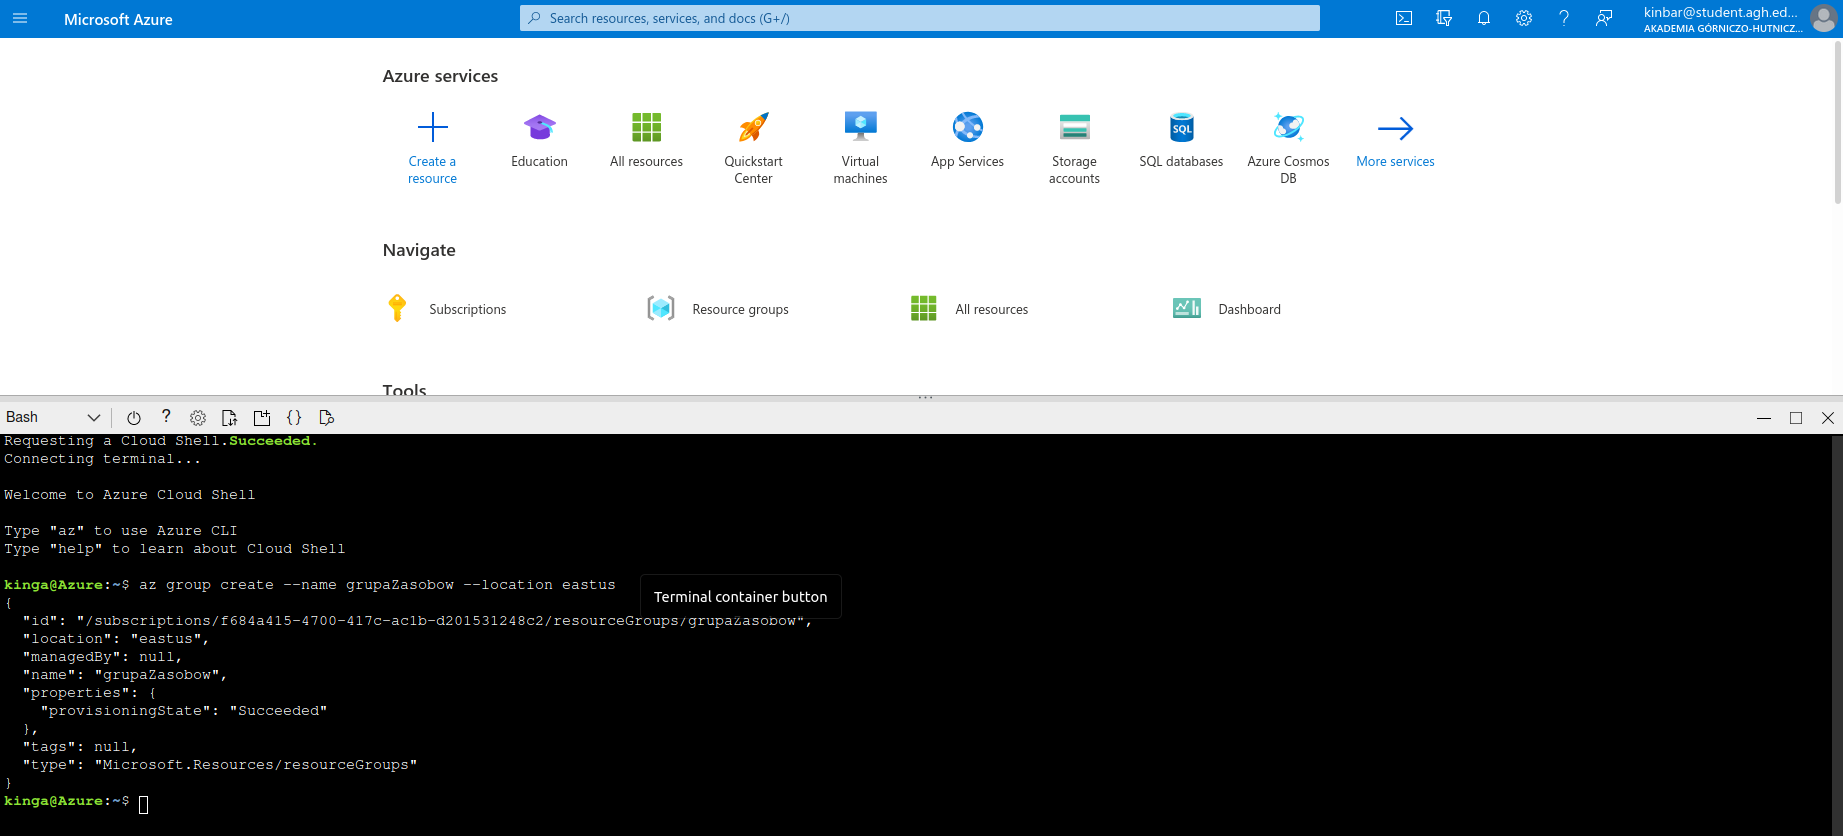 Microsoft Azure
Search resources, services, and docs (G+/)
kinbar@student.agh.ed...
AKADEMIA GÓRNICZO-HUTNICZ...
Azure services
Create a resource
Education
All resources
Quickstart Center
Virtual machines
App Services
Storage accounts
SQL
SQL databases
Azure Cosmos DB
More services
Navigate
Subscriptions
Resource groups
All resources
Dashboard
Tools
Bash
Requesting a Cloud Shell.Succeeded.
Connecting terminal...
Welcome to Azure Cloud Shell
Type "az" to use Azure CLI
Type "help" to learn about Cloud Shell
kinga@Azure:~$ az group create --name grupaZasobow --location eastus
Terminal container button
{
"id": "/subscriptions/f684a415-4700-417c-ac1b-d201531248c2/resourceGroups/grupaZasobow",
"location": "eastus",
"managedBy": null,
"name": "grupaZasobow",
"properties": {
"provisioningState": "Succeeded"
},
"tags": null,
"type": "Microsoft.Resources/resourceGroups"
}
kinga@Azure:~$